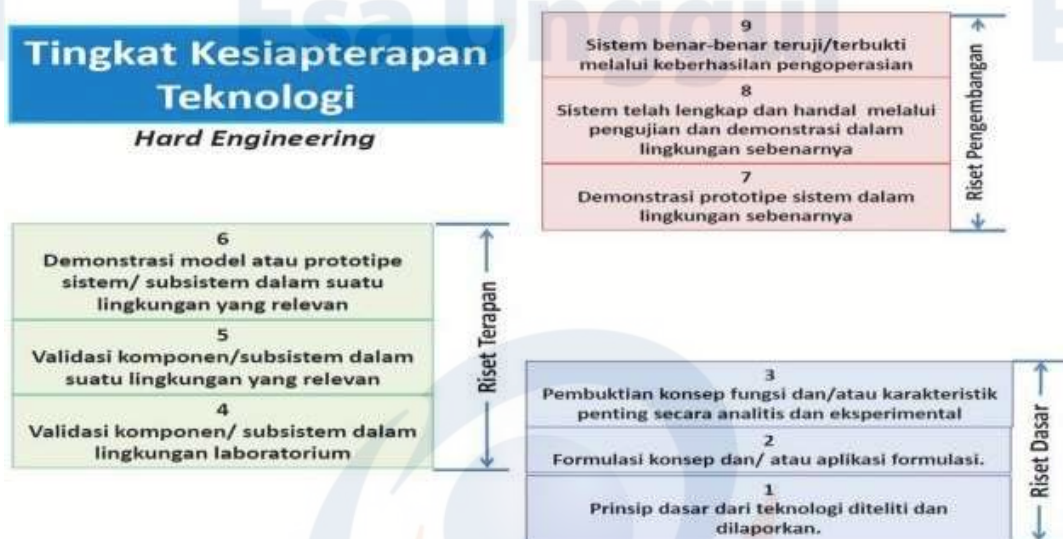 Esa Unggul
Tingkat Kesiapterapan
Teknologi
Hard Engineering
9
Sistem benar-benar teruji/terbukti
melalui keberhasilan pengoperasian
8
Sistem telah lengkap dan handal melalui
pengujian dan demonstrasi dalam
lingkungan sebenarnya
7
Demonstrasi prototipe sistem dalam
lingkungan sebenarnya
Riset Pengembangan
6
Demonstrasi model atau prototipe
sistem/ subsistem dalam suatu
lingkungan yang relevan
5
Validasi komponen/subsistem dalam
suatu lingkungan yang relevan
4
Validasi komponen/ subsistem dalam
lingkungan laboratorium
Riset Terapan
3
Pembuktian konsep fungsi dan/atau karakteristik
penting secara analitis dan eksperimental
2
Formulasi konsep dan/ atau aplikasi formulasi.
1
Prinsip dasar dari teknologi diteliti dan
dilaporkan.
Riset Dasar